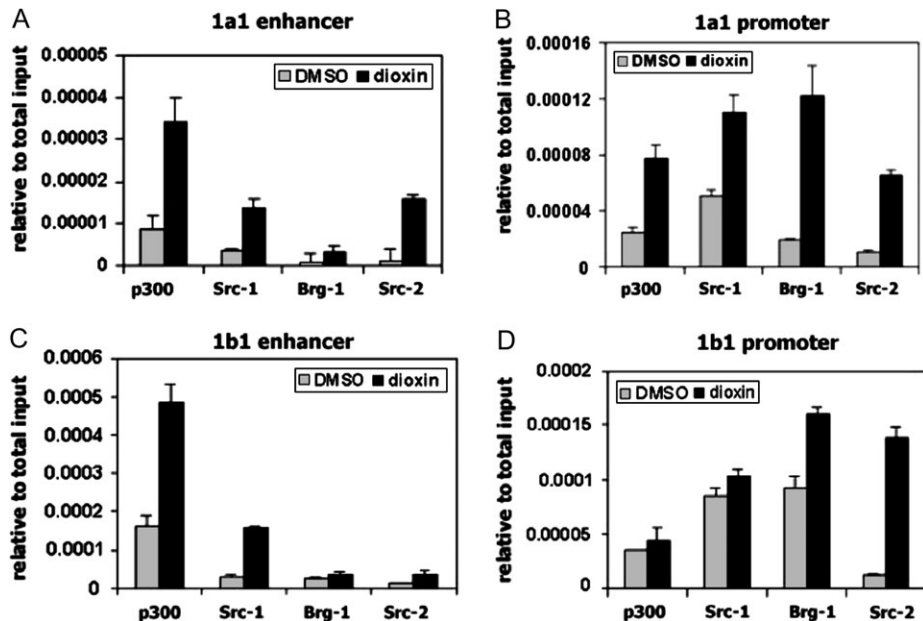 A
1a1 enhancer
relative to total input
0.00005
0.00004
0.00003
0.00002
0.00001
0
DMSO dioxin
p300 Src-1 Brg-1 Src-2
B
1a1 promoter
relative to total input
0.00016
0.00012
0.00008
0.00004
0
DMSO dioxin
p300 Src-1 Brg-1 Src-2
C
1b1 enhancer
relative to total input
0.0006
0.0005
0.0004
0.0003
0.0002
0.0001
0
DMSO dioxin
p300 Src-1 Brg-1 Src-2
D
1b1 promoter
relative to total input
0.0002
0.00015
0.0001
0.00005
0
DMSO dioxin
p300 Src-1 Brg-1 Src-2